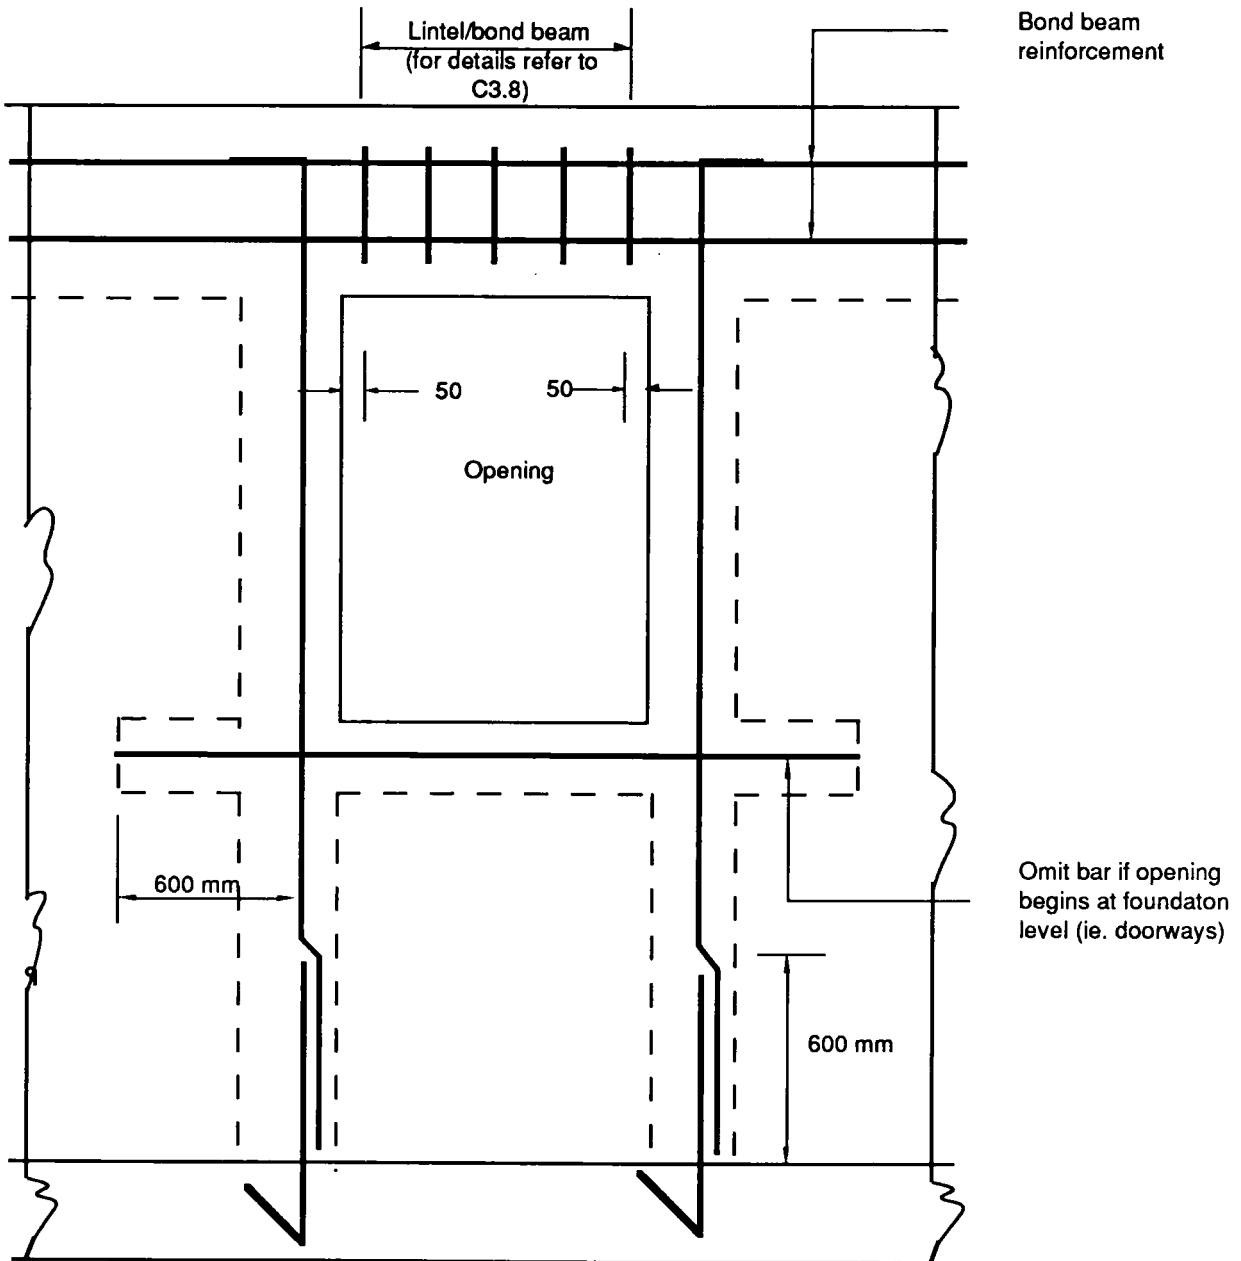 Lintel/bond beam
(for details refer to
C3.8)
Bond beam
reinforcement
50
50
Opening
600 mm
Omit bar if opening
begins at foundaton
level (ie. doorways)
600 mm